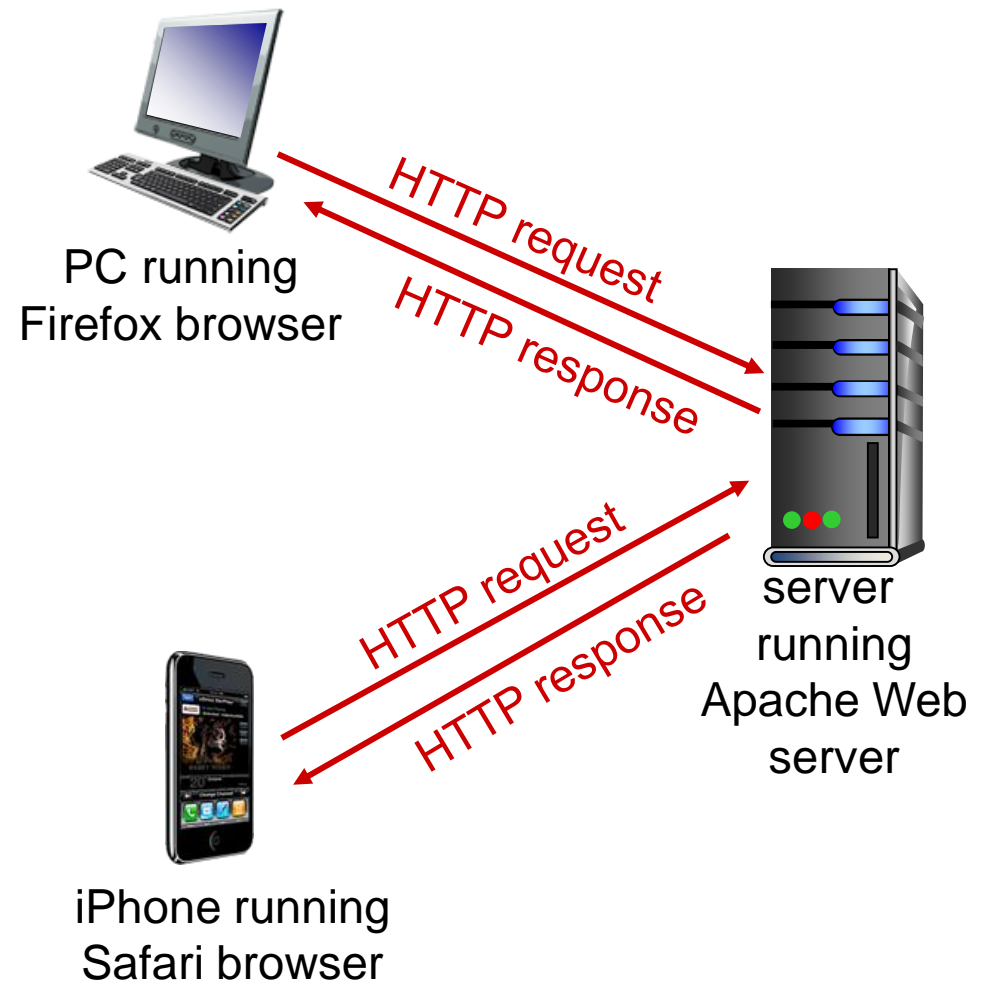 HTTP request
HTTP response
PC running
Firefox browser
HTTP request
HTTP response
server
running
Apache Web
server
iPhone running
Safari browser